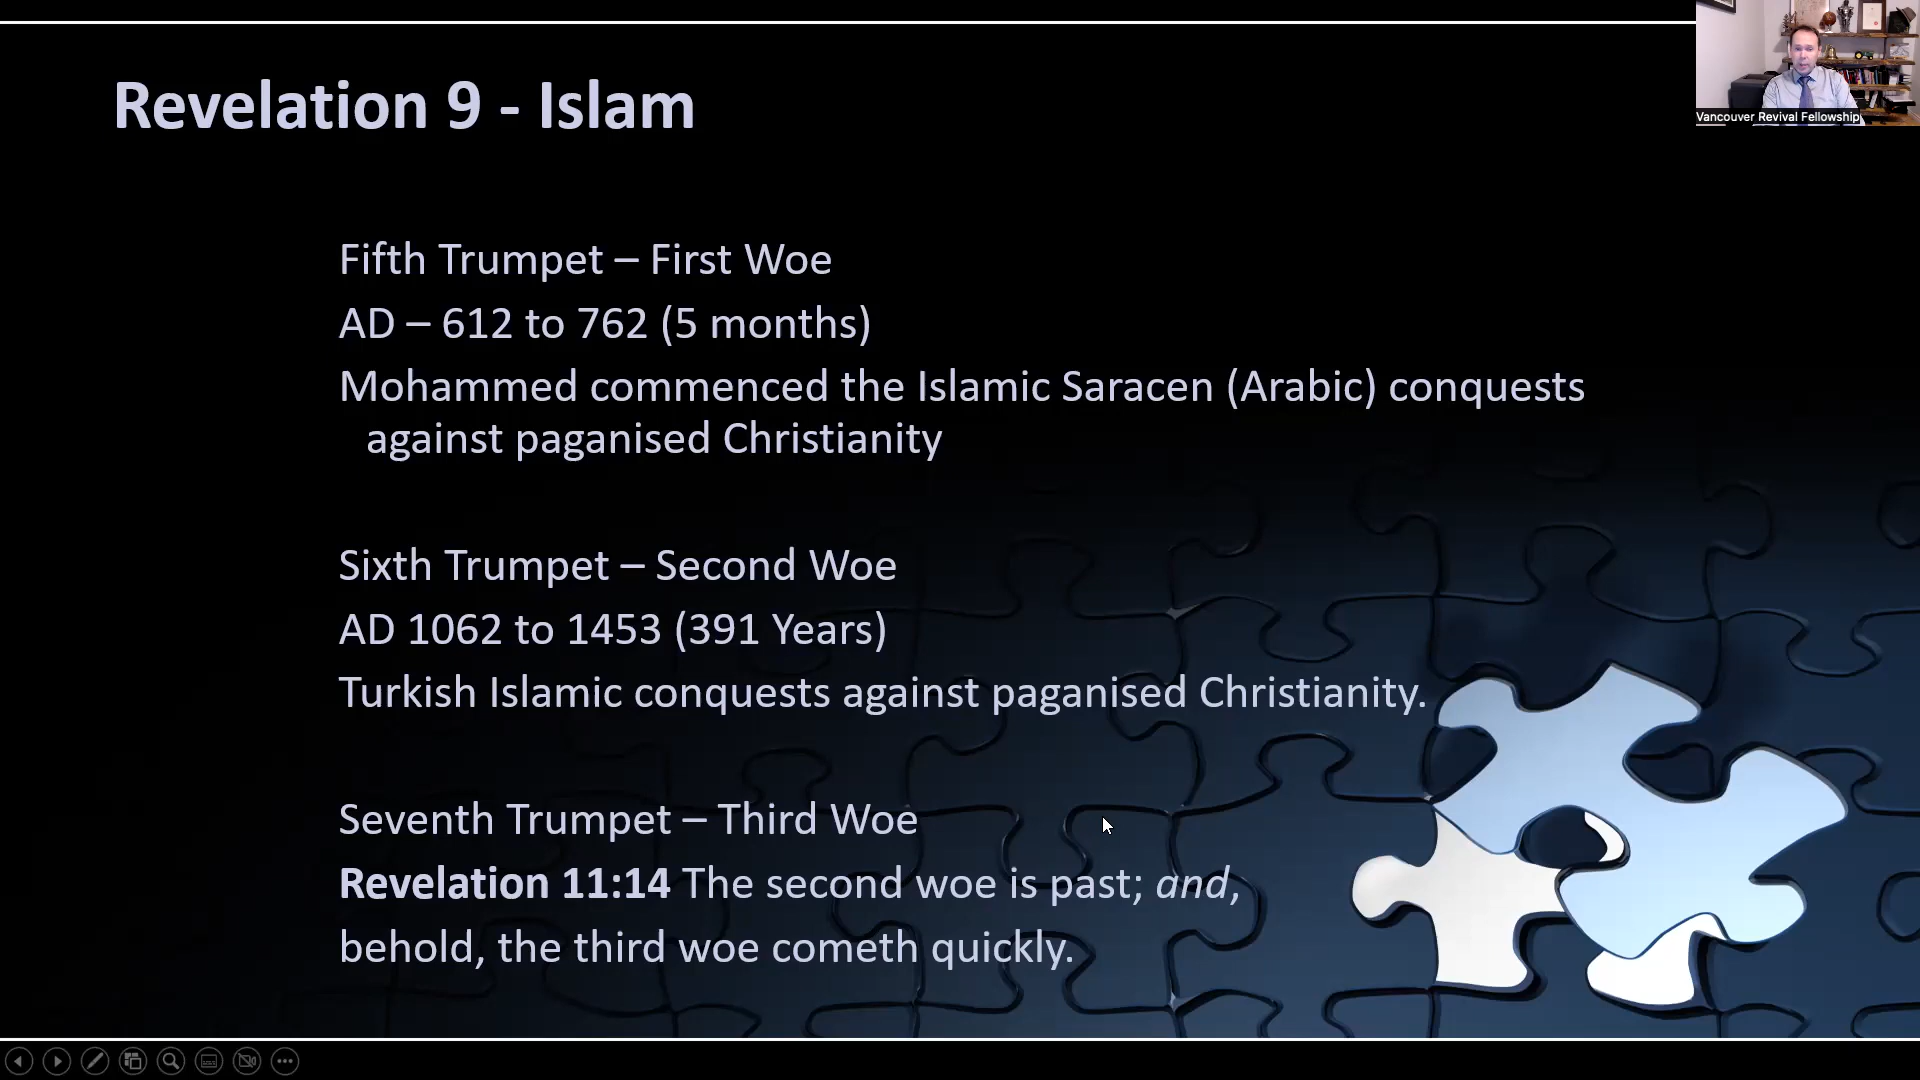 Revelation 9 - Islam
Vancouver Revival Fellowship
Fifth Trumpet – First Woe
AD – 612 to 762 (5 months)
Mohammed commenced the Islamic Saracen (Arabic) conquests
against paganised Christianity
Sixth Trumpet – Second Woe
AD 1062 to 1453 (391 Years)
Turkish Islamic conquests against paganised Christianity.
Seventh Trumpet – Third Woe
Revelation 11:14 The second woe is past; and,
behold, the third woe cometh quickly.